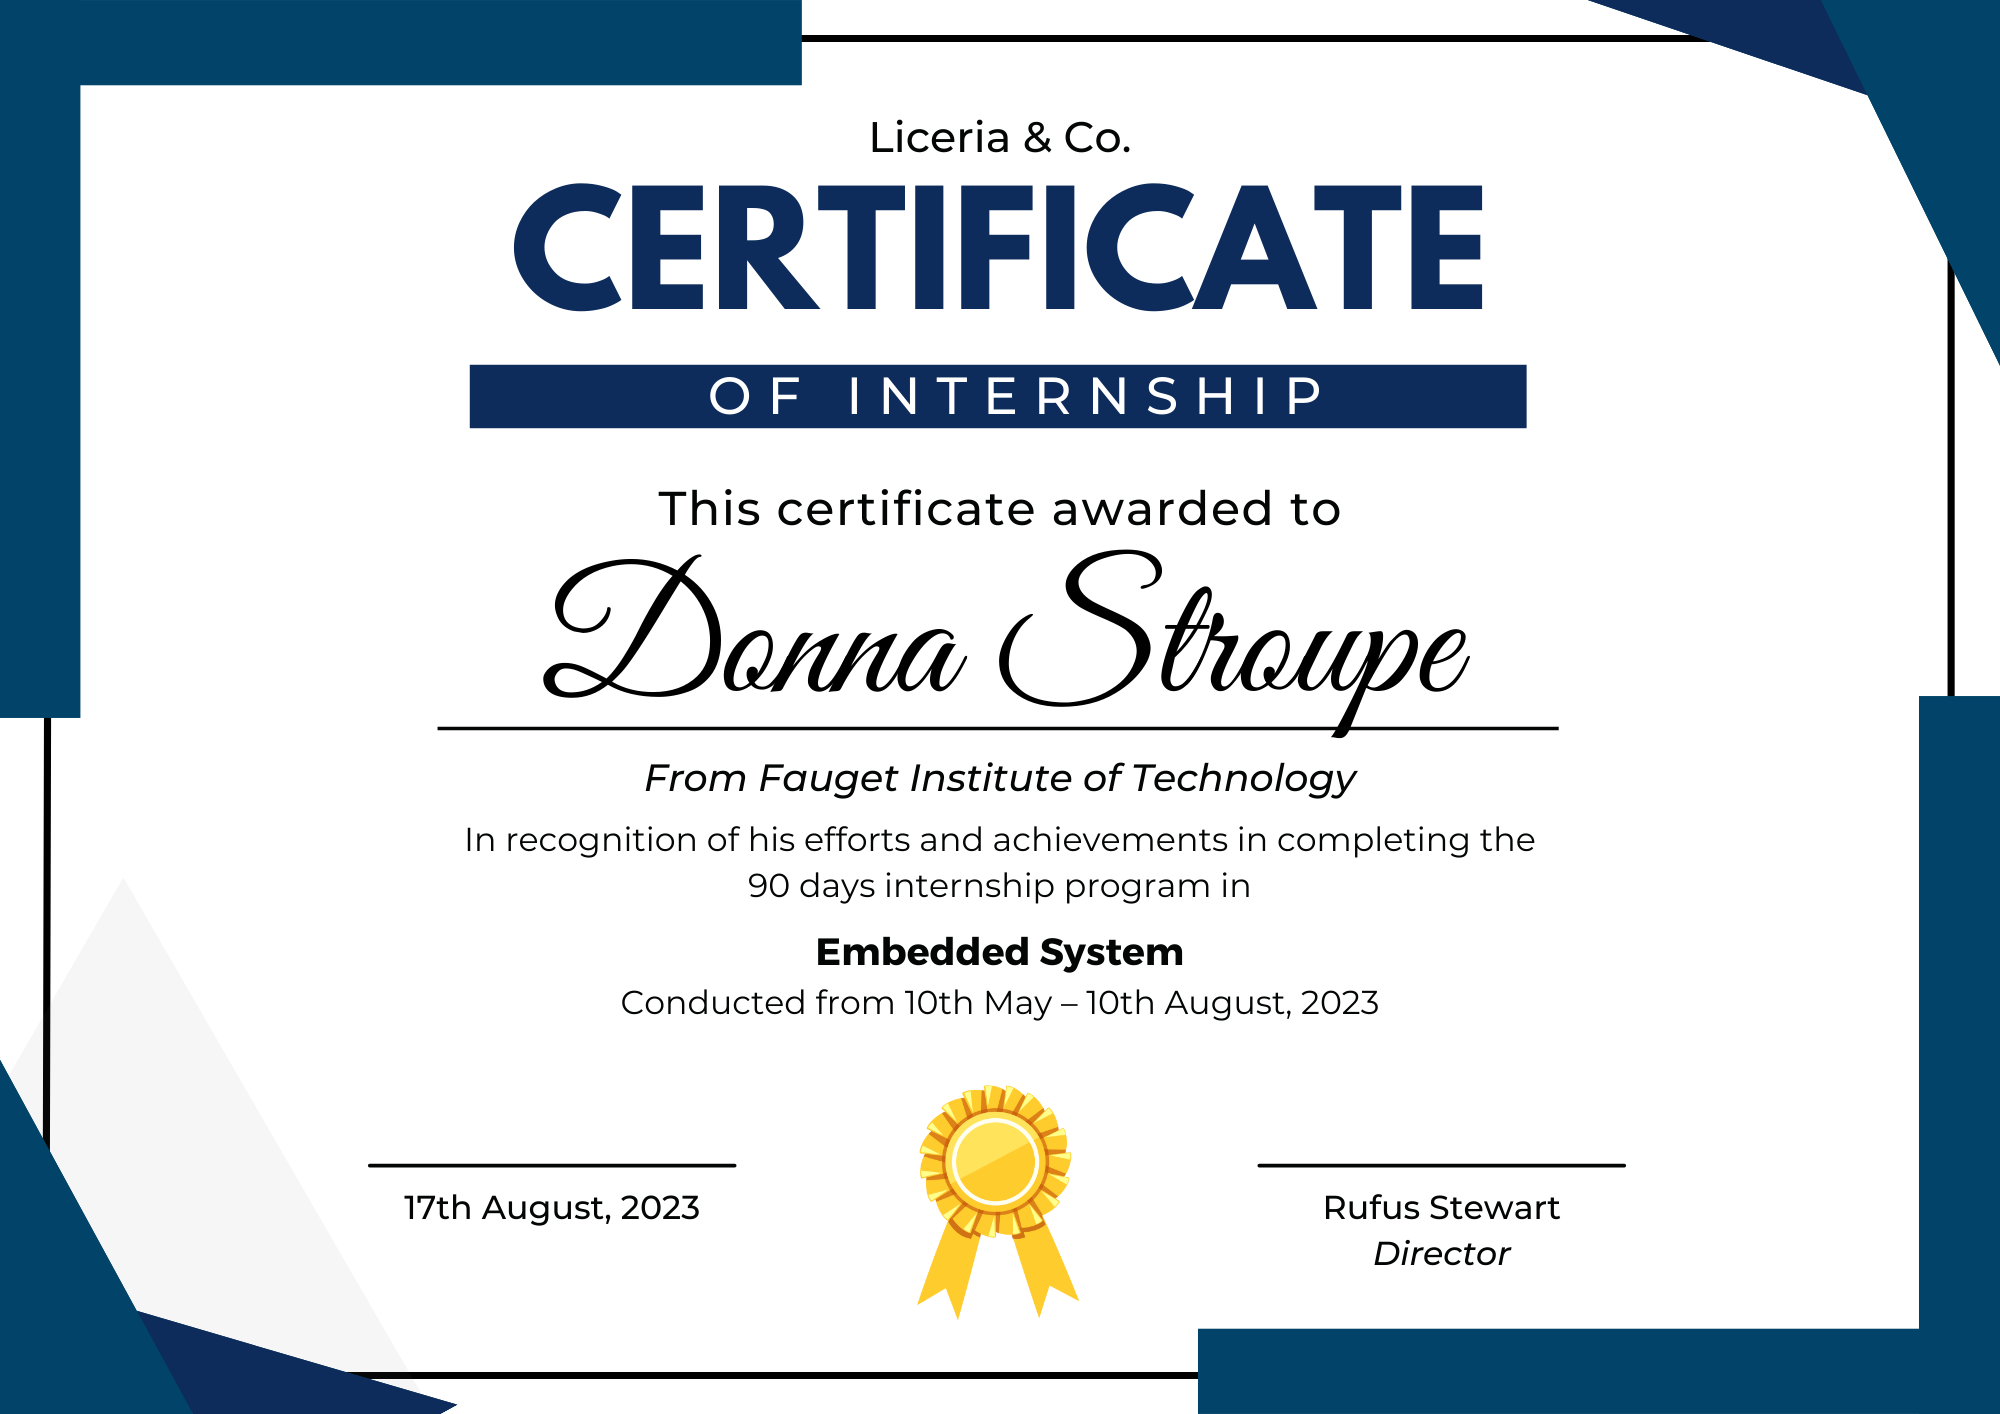 Liceria & Co.
CERTIFICATE
OF INTERNSHIP
This certificate awarded to
Donna Stroupe
From Fauget Institute of Technology
In recognition of his efforts and achievements in completing the
90 days internship program in
Embedded System
Conducted from 10th May – 10th August, 2023
17th August, 2023
Rufus Stewart
Director